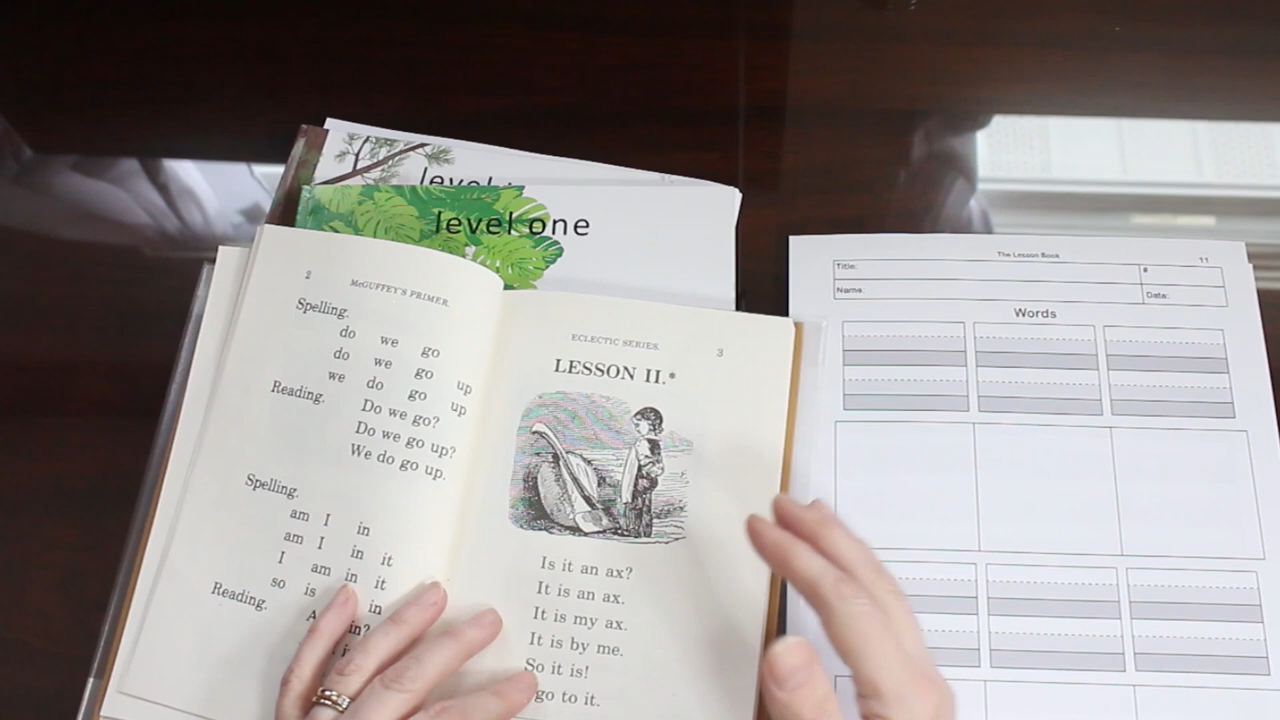 level
level one
2
McGUFFEY'S PRIMER.
Spelling.
do we go
do we go up
we do go up
Reading.
Do we go?
Do we go up?
We do go up.
Spelling.
am I in
am I in it
I am in it
so is in
Reading.
in?
ECLECTIC SERIES.
3
LESSON II.*
Is it an ax?
It is an ax.
It is my ax.
It is by me.
So it is!
go to it.
The Lesson Book
11
Title:
#
Name:
Date:
Words